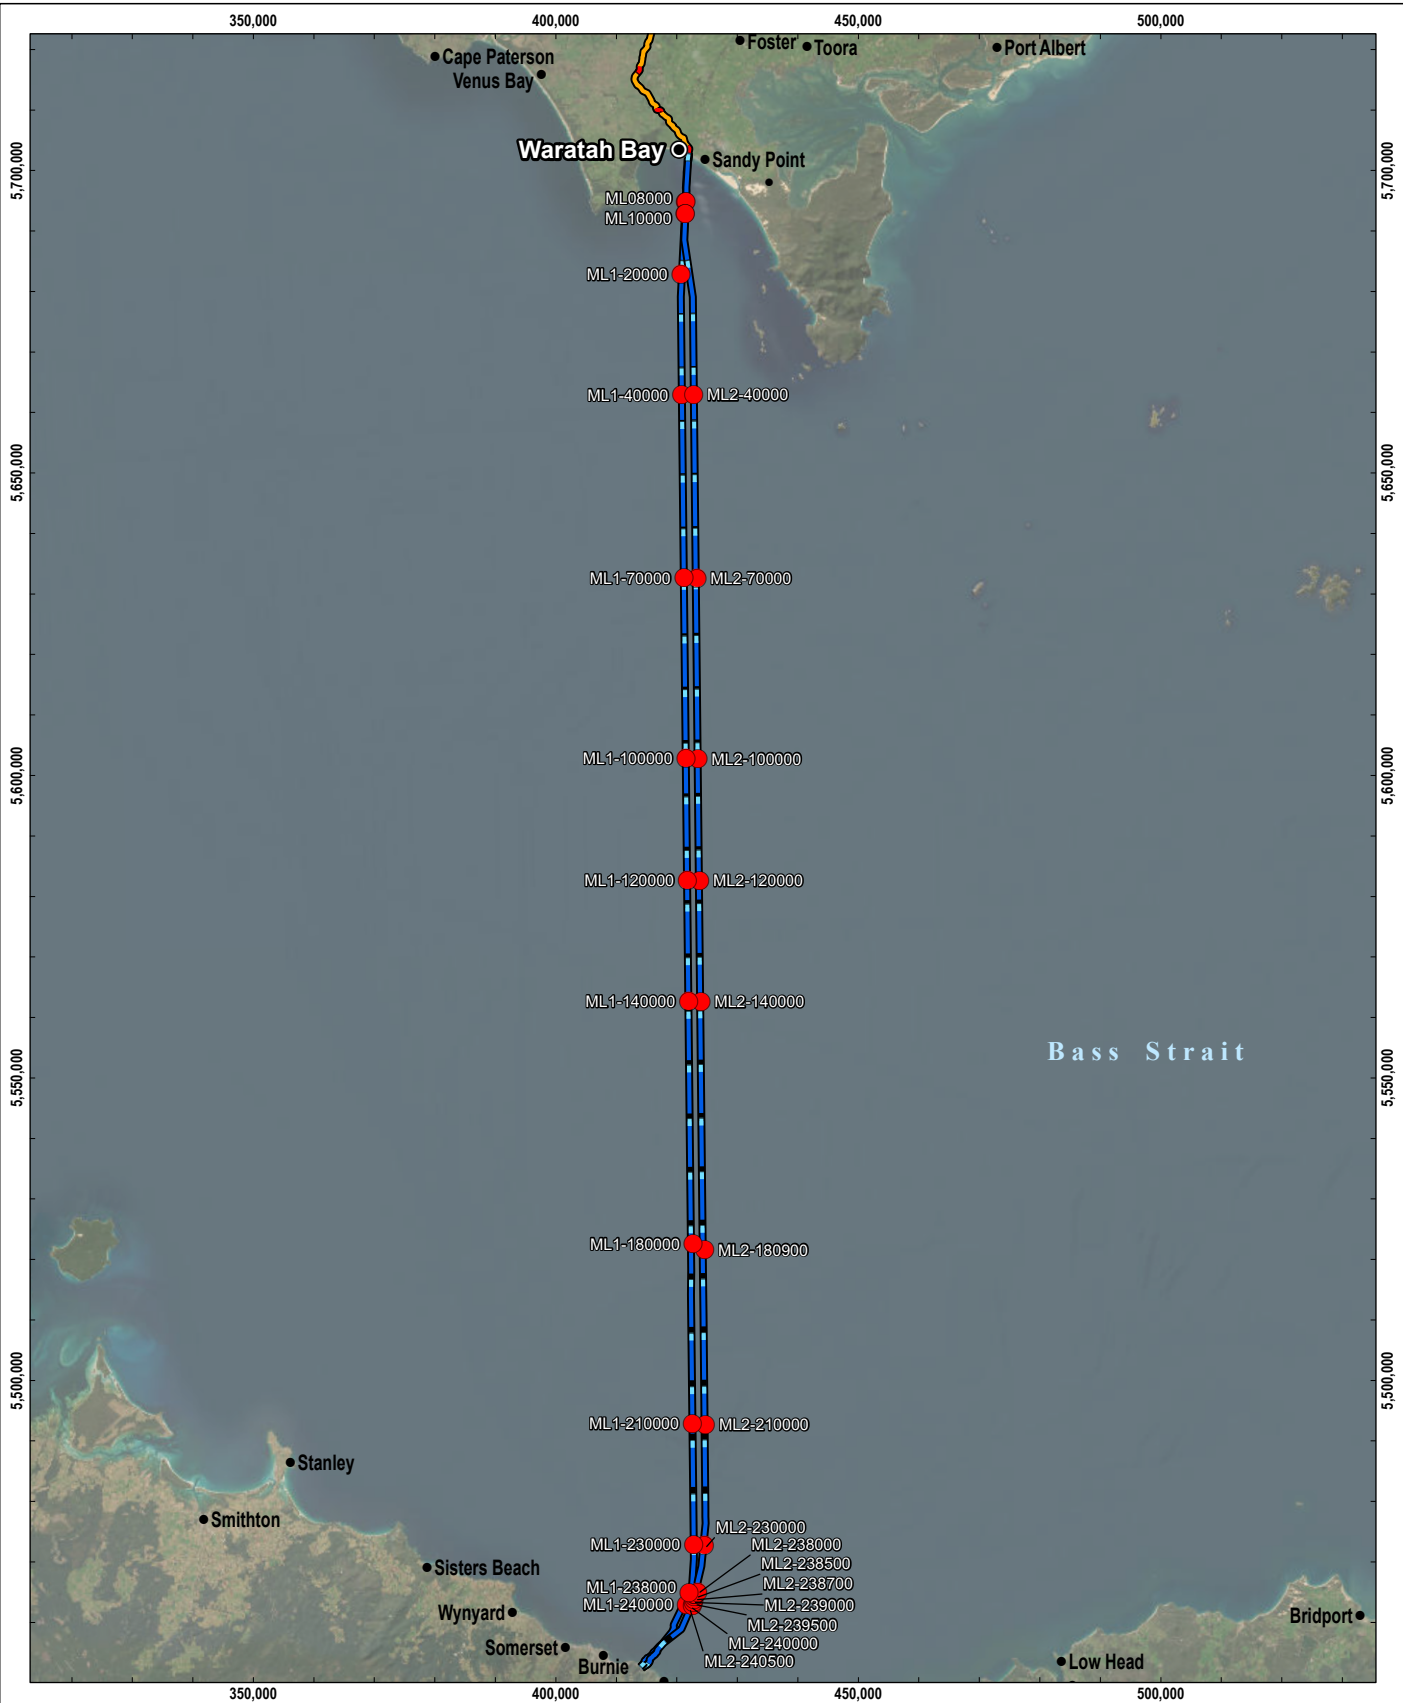 350,000
400,000
450,000
500,000
Foster
Toora
Port Albert
Cape Paterson
Venus Bay
Waratah Bay
Sandy Point
5,700,000
5,700,000
ML08000
ML10000
ML1-20000
ML1-40000
ML2-40000
5,650,000
5,650,000
ML1-70000
ML2-70000
ML1-100000
ML2-100000
5,600,000
5,600,000
ML1-120000
ML2-120000
ML1-140000
ML2-140000
Bass Strait
5,550,000
5,550,000
ML1-180000
ML2-180900
5,500,000
5,500,000
ML1-210000
ML2-210000
Stanley
Smithton
ML2-230000
ML1-230000
ML2-238000
ML2-238500
Sisters Beach
ML1-238000
ML2-238700
ML1-240000
ML2-239000
Wynyard
Bridport
ML2-239500
ML2-240000
Somerset
ML2-240500
Burnie
Low Head
350,000
400,000
450,000
500,000